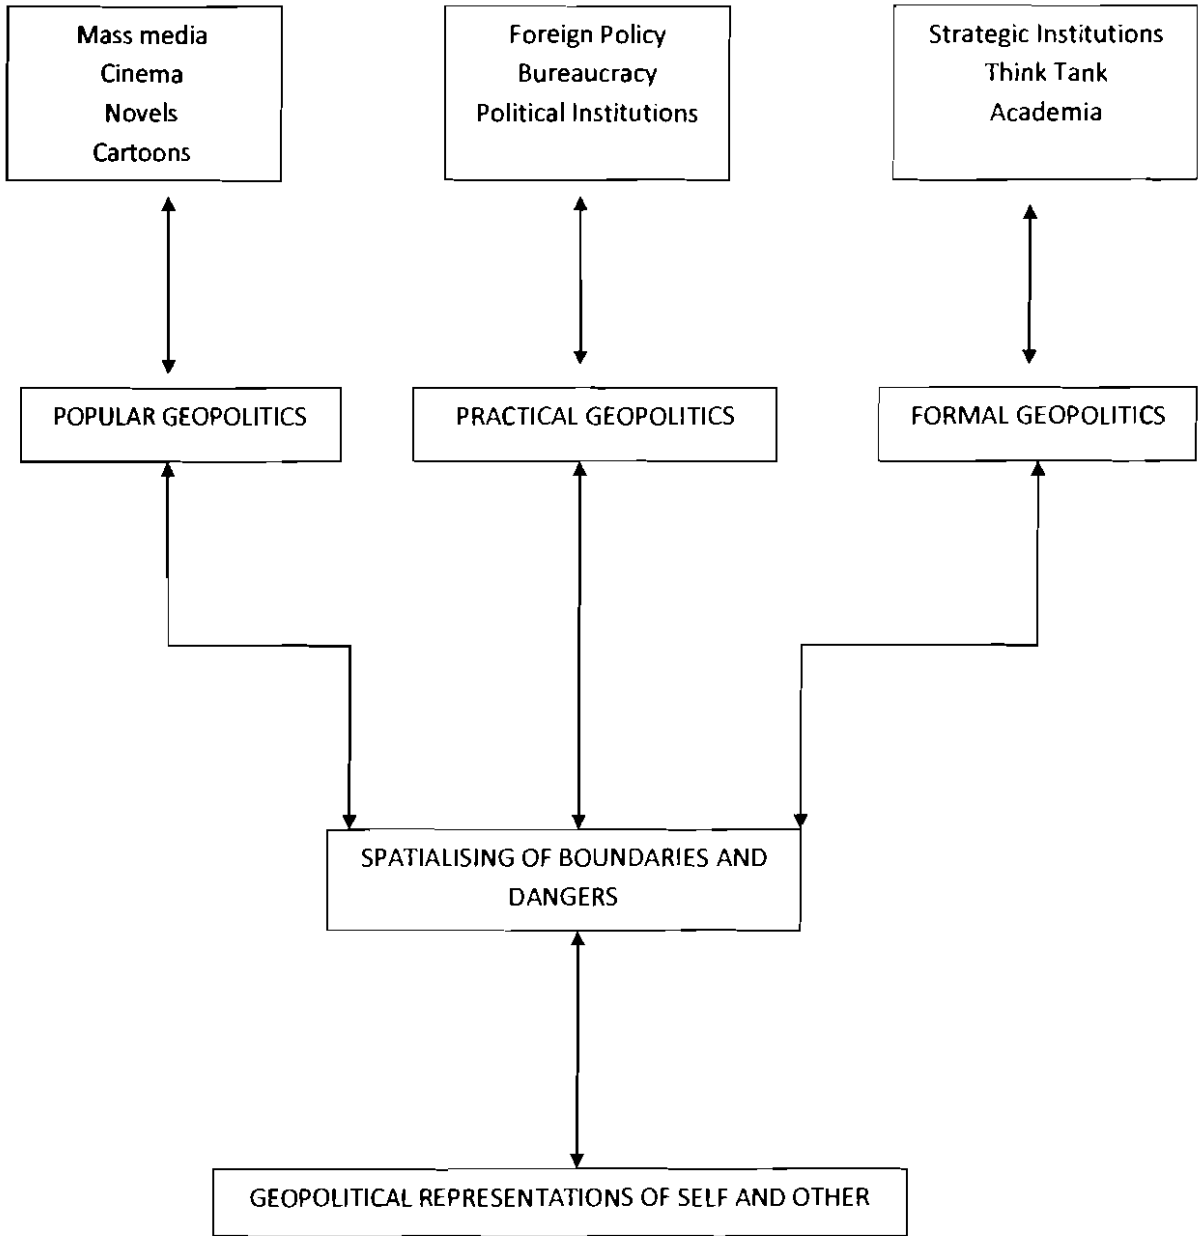 Mass media
Cinema
Novels
Cartoons
Foreign Policy
Bureaucracy
Political Institutions
Strategic Institutions
Think Tank
Academia
POPULAR GEOPOLITICS
PRACTICAL GEOPOLITICS
FORMAL GEOPOLITICS
SPATIALISING OF BOUNDARIES AND
DANGERS
GEOPOLITICAL REPRESENTATIONS OF SELF AND OTHER